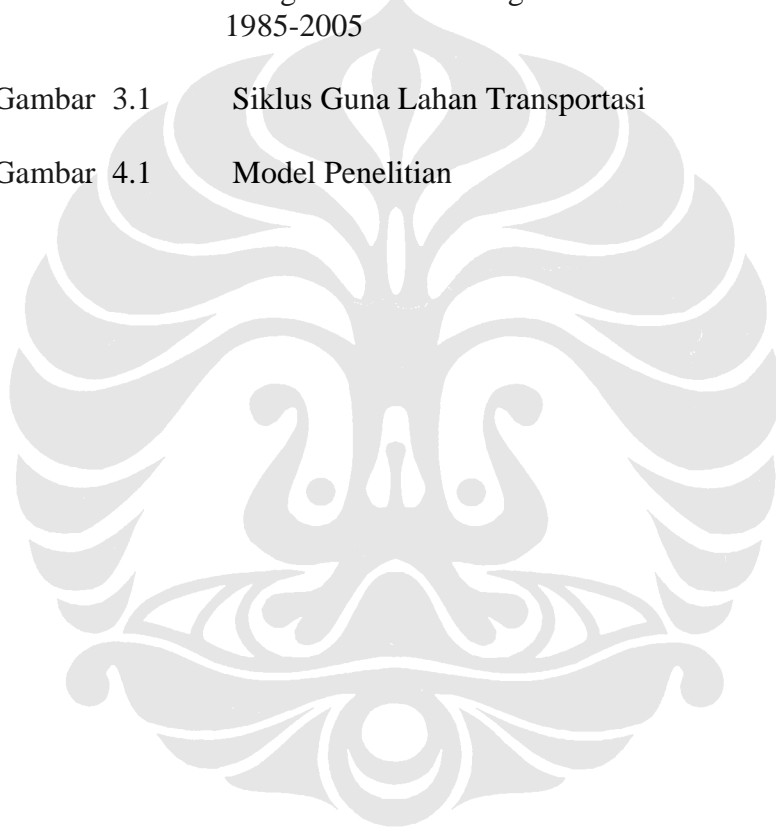 1985-2005
Gambar 3.1 Siklus Guna Lahan Transportasi
Gambar 4.1 Model Penelitian